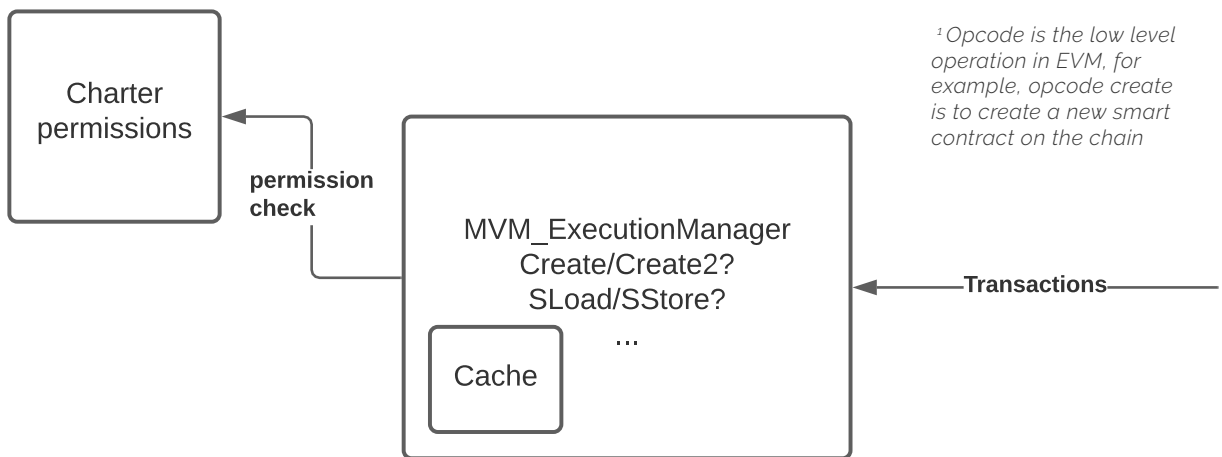 Charter
permissions
permission
check
MVM_ExecutionManager
Create/Create2?
SLoad/SStore?
...
Cache
Transactions
¹Opcode is the low level
operation in EVM, for
example, opcode create
is to create a new smart
contract on the chain